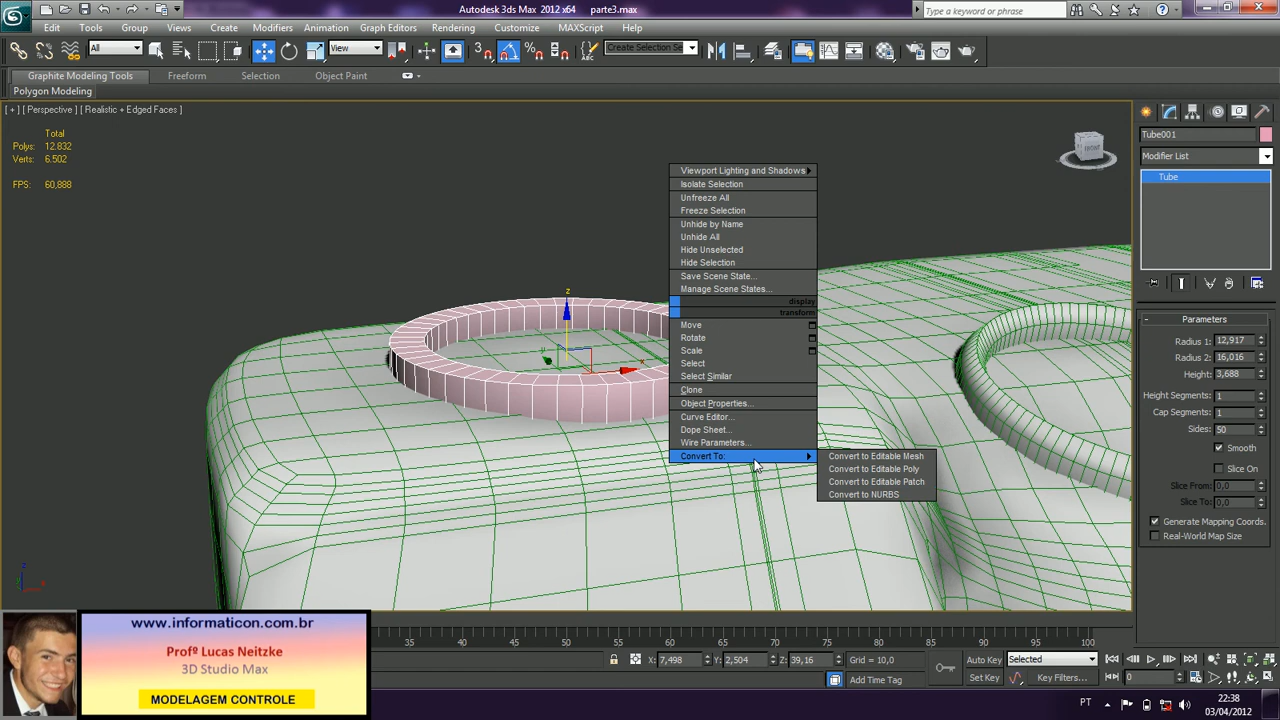 Autodesk 3ds Max 2012 x64 parte3.max
Type a keyword or phrase
Edit Tools Group Views Create Modifiers Animation Graph Editors Rendering Customize MAXScript Help
All
View
Create Selection Se
Graphite Modeling Tools Freeform Selection Object Paint
Polygon Modeling
[ + ] [ Perspective ] [ Realistic + Edged Faces ]
Total
Polys: 12.832
Verts: 6.502
FPS: 60,888
FRONT
z
x
y
Viewport Lighting and Shadows
Isolate Selection
Unfreeze All
Freeze Selection
Unhide by Name
Unhide All
Hide Unselected
Hide Selection
Save Scene State...
Manage Scene States...
display
transform
Move
Rotate
Scale
Select
Select Similar
Clone
Object Properties...
Curve Editor...
Dope Sheet...
Wire Parameters...
Convert To:
Convert to Editable Mesh
Convert to Editable Poly
Convert to Editable Patch
Convert to NURBS
Tube001
Modifier List
Tube
- Parameters
Radius 1: 12,917
Radius 2: 16,016
Height: 3,688
Height Segments: 1
Cap Segments: 1
Sides: 50
Smooth
Slice On
Slice From: 0,0
Slice To: 0,0
Generate Mapping Coords.
Real-World Map Size
www.informaticon.com.br
Profº Lucas Neitzke
3D Studio Max
MODELAGEM CONTROLE
35 40 45 50 55 60 65 70 75 80 85 90 95 100
X: 7,498 Y: 2,504 Z: 39,16 Grid = 10,0
Add Time Tag
Auto Key Selected
Set Key Key Filters...
0
PT
22:38
03/04/2012